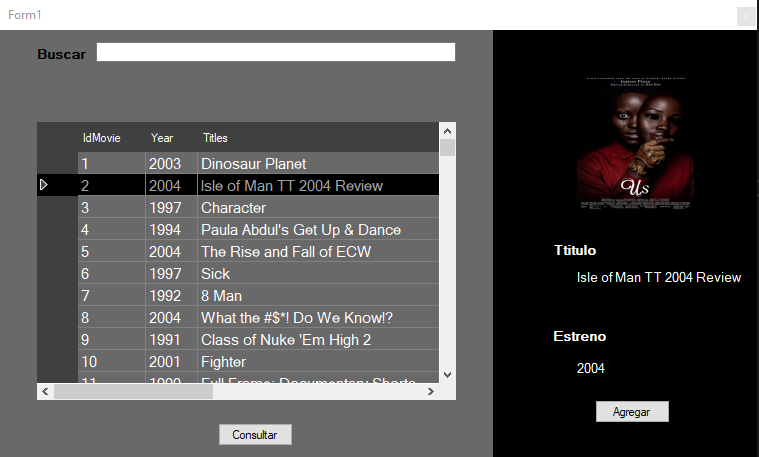 Form1
x
Buscar
IdMovie Year Titles
1 2003 Dinosaur Planet
2 2004 Isle of Man TT 2004 Review
3 1997 Character
4 1994 Paula Abdul's Get Up & Dance
5 2004 The Rise and Fall of ECW
6 1997 Sick
7 1992 8 Man
8 2004 What the #$*! Do We Know!?
9 1991 Class of Nuke 'Em High 2
10 2001 Fighter
11 1999 Full Frame: Documentary Shorts
Consultar
JORDAN PEELE
Us
Ttitulo
Isle of Man TT 2004 Review
Estreno
2004
Agregar